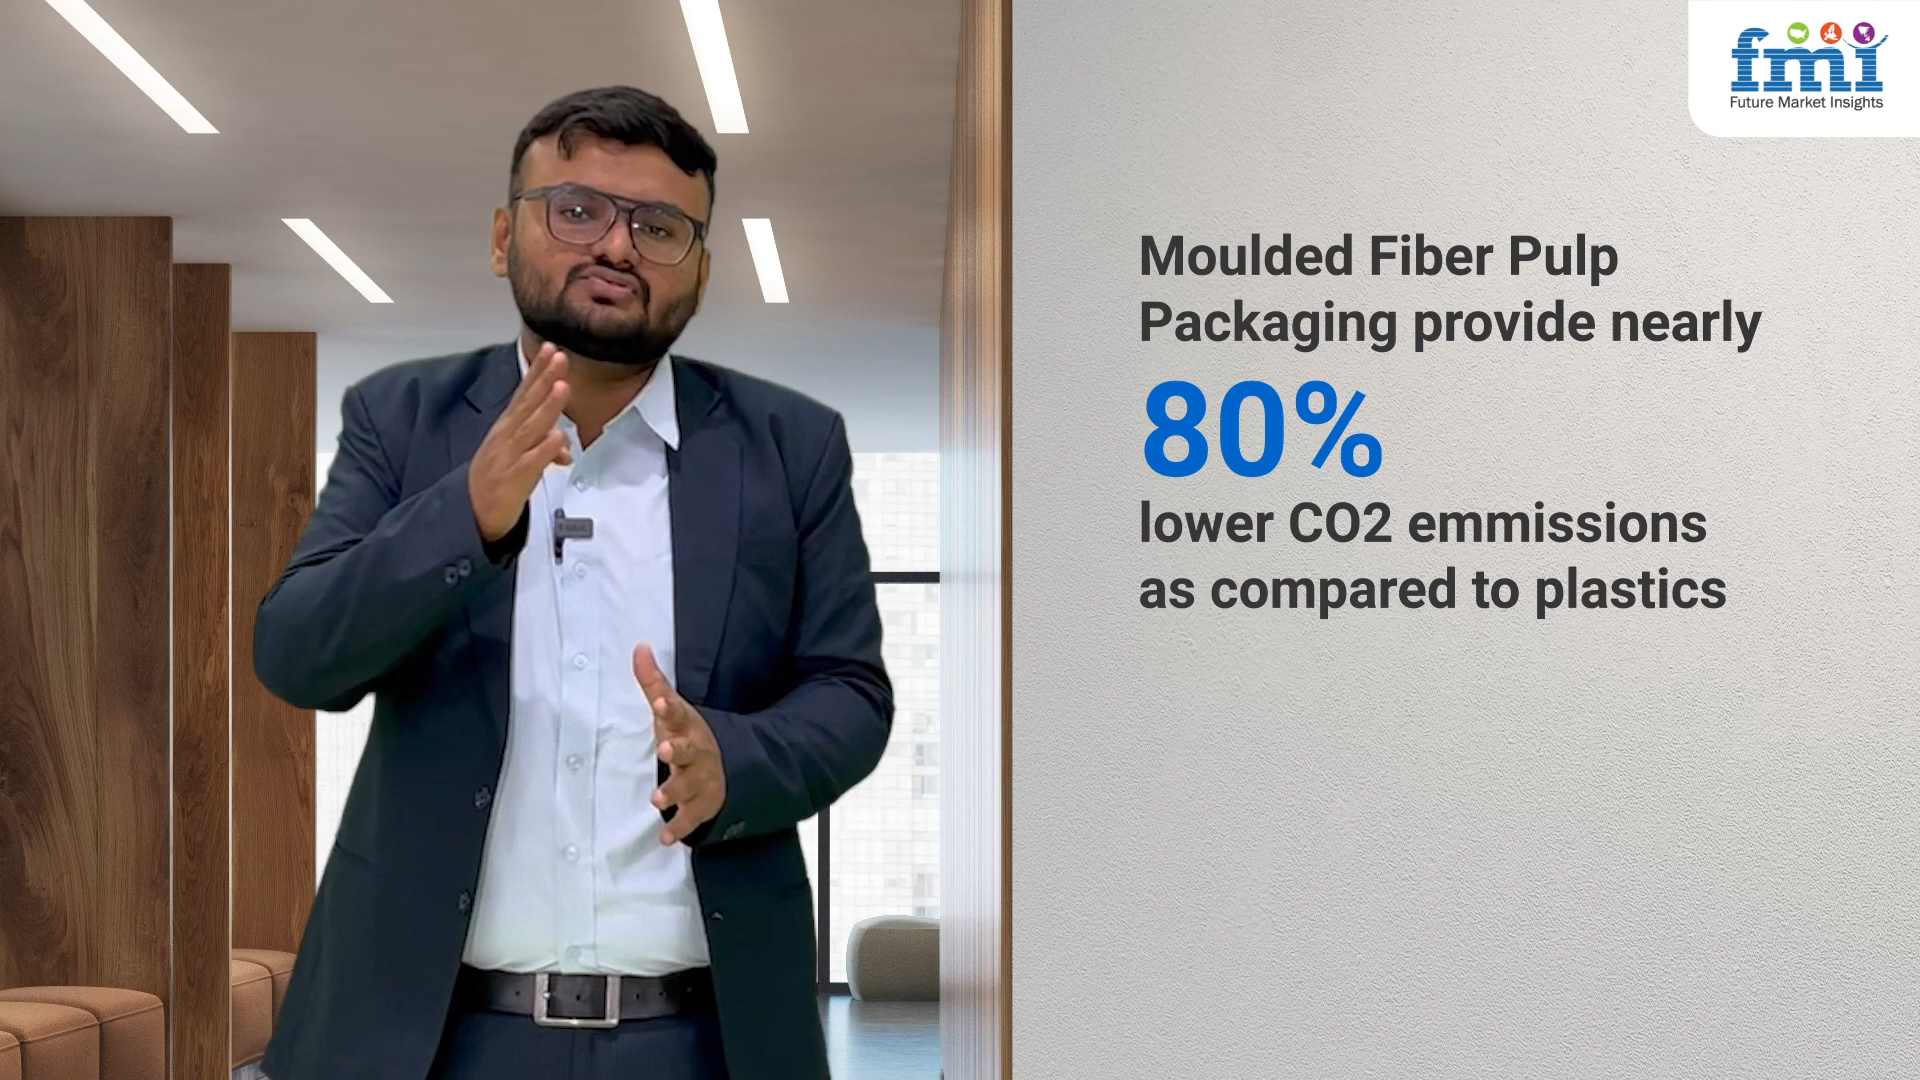 fmi
Future Market Insights
Moulded Fiber Pulp
Packaging provide nearly
80%
lower CO2 emmissions
as compared to plastics